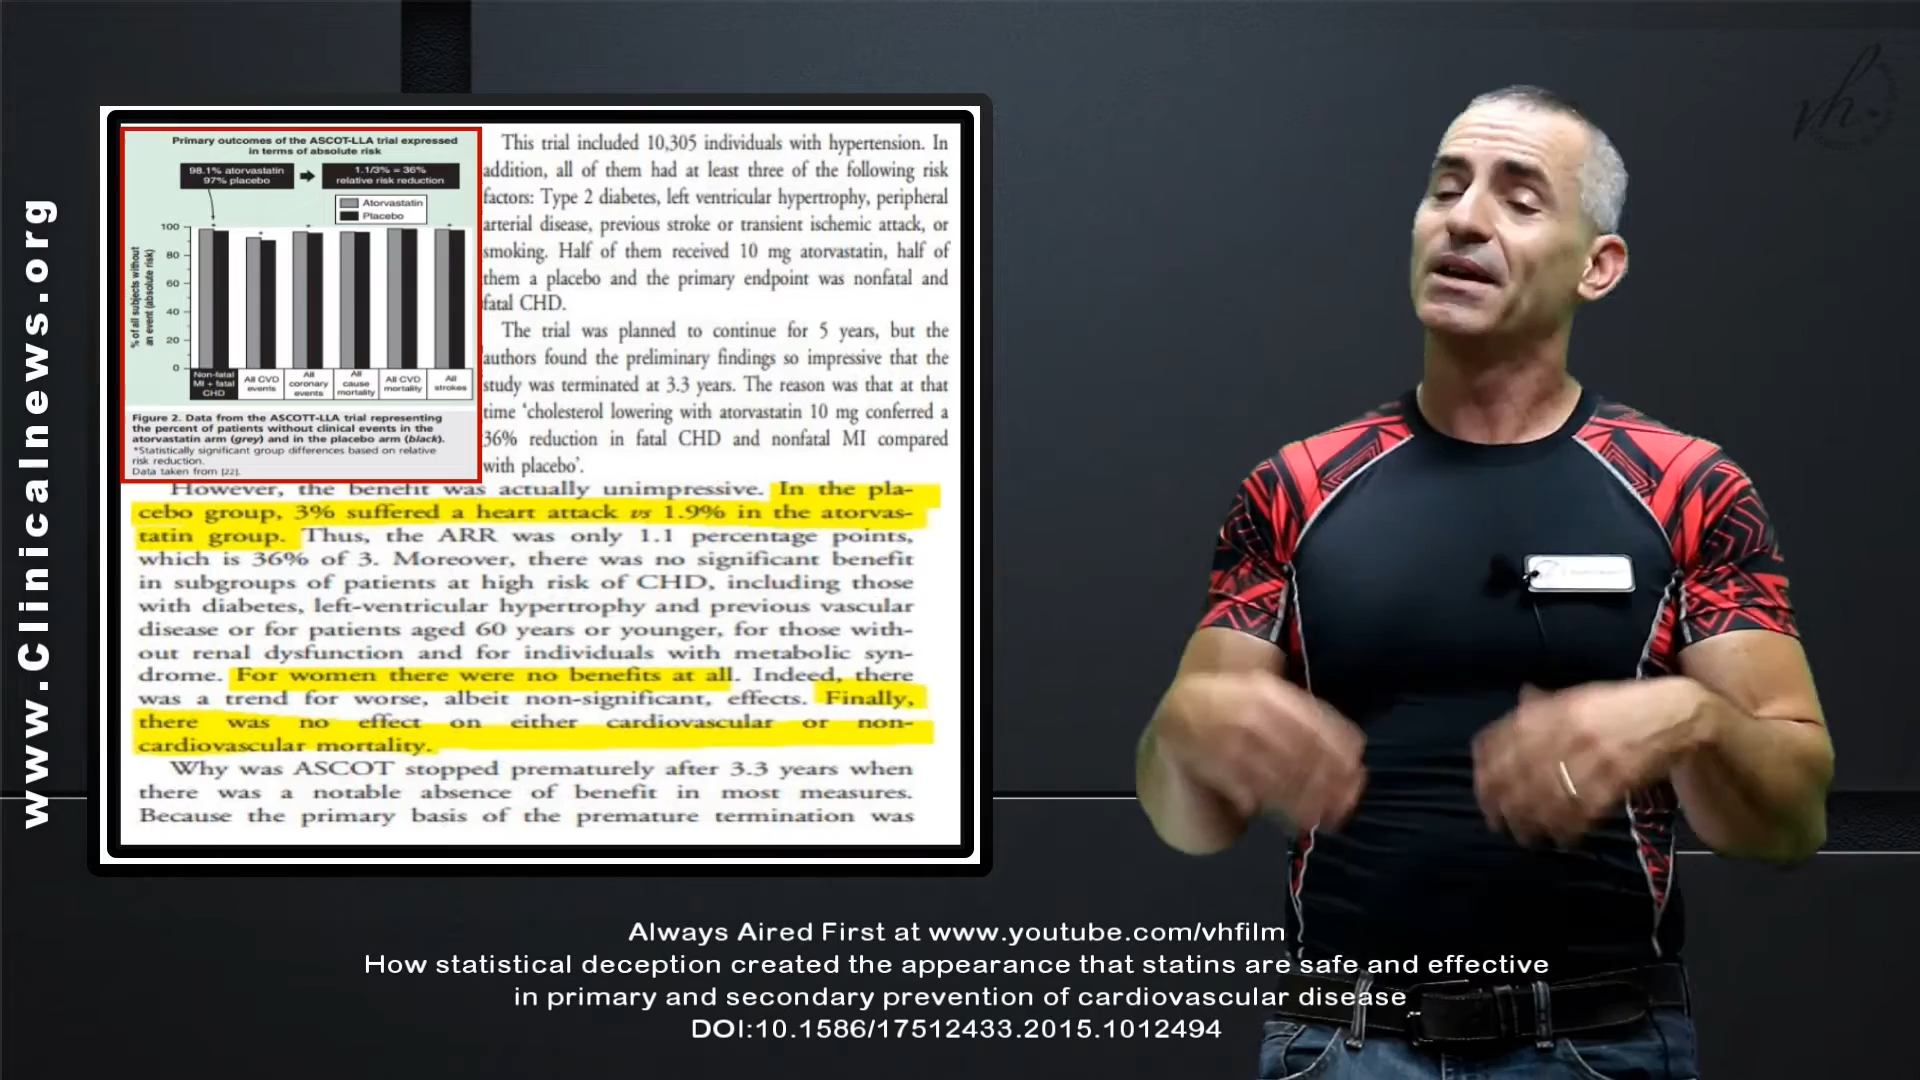 www.Clinicalnews.org
Primary outcomes of the ASCOT-LLA trial expressed
in terms of absolute risk
98.1% atorvastatin
97% placebo
1.1/3% = 36%
relative risk reduction
Atorvastatin
Placebo
% of all subjects without
an event (absolute risk)
100
80
60
40
20
0
*
*
*
*
Non-fatal
MI + fatal
CHD
All CVD
events
All
coronary
events
All
cause
mortality
All CVD
mortality
All
strokes
Figure 2. Data from the ASCOTT-LLA trial representing
the percent of patients without clinical events in the
atorvastatin arm (grey) and in the placebo arm (black).
*Statistically significant group differences based on relative
risk reduction.
Data taken from [22].
This trial included 10,305 individuals with hypertension. In
addition, all of them had at least three of the following risk
factors: Type 2 diabetes, left ventricular hypertrophy, peripheral
arterial disease, previous stroke or transient ischemic attack, or
smoking. Half of them received 10 mg atorvastatin, half of
them a placebo and the primary endpoint was nonfatal and
fatal CHD.
The trial was planned to continue for 5 years, but the
authors found the preliminary findings so impressive that the
study was terminated at 3.3 years. The reason was that at that
time ‘cholesterol lowering with atorvastatin 10 mg conferred a
36% reduction in fatal CHD and nonfatal MI compared
with placebo’.
However, the benefit was actually unimpressive. In the pla-
cebo group, 3% suffered a heart attack vs 1.9% in the atorvas-
tatin group. Thus, the ARR was only 1.1 percentage points,
which is 36% of 3. Moreover, there was no significant benefit
in subgroups of patients at high risk of CHD, including those
with diabetes, left-ventricular hypertrophy and previous vascular
disease or for patients aged 60 years or younger, for those with-
out renal dysfunction and for individuals with metabolic syn-
drome. For women there were no benefits at all. Indeed, there
was a trend for worse, albeit non-significant, effects. Finally,
there was no effect on either cardiovascular or non-
cardiovascular mortality.
Why was ASCOT stopped prematurely after 3.3 years when
there was a notable absence of benefit in most measures.
Because the primary basis of the premature termination was
vh
Always Aired First at www.youtube.com/vhfilm
How statistical deception created the appearance that statins are safe and effective
in primary and secondary prevention of cardiovascular disease
DOI:10.1586/17512433.2015.1012494